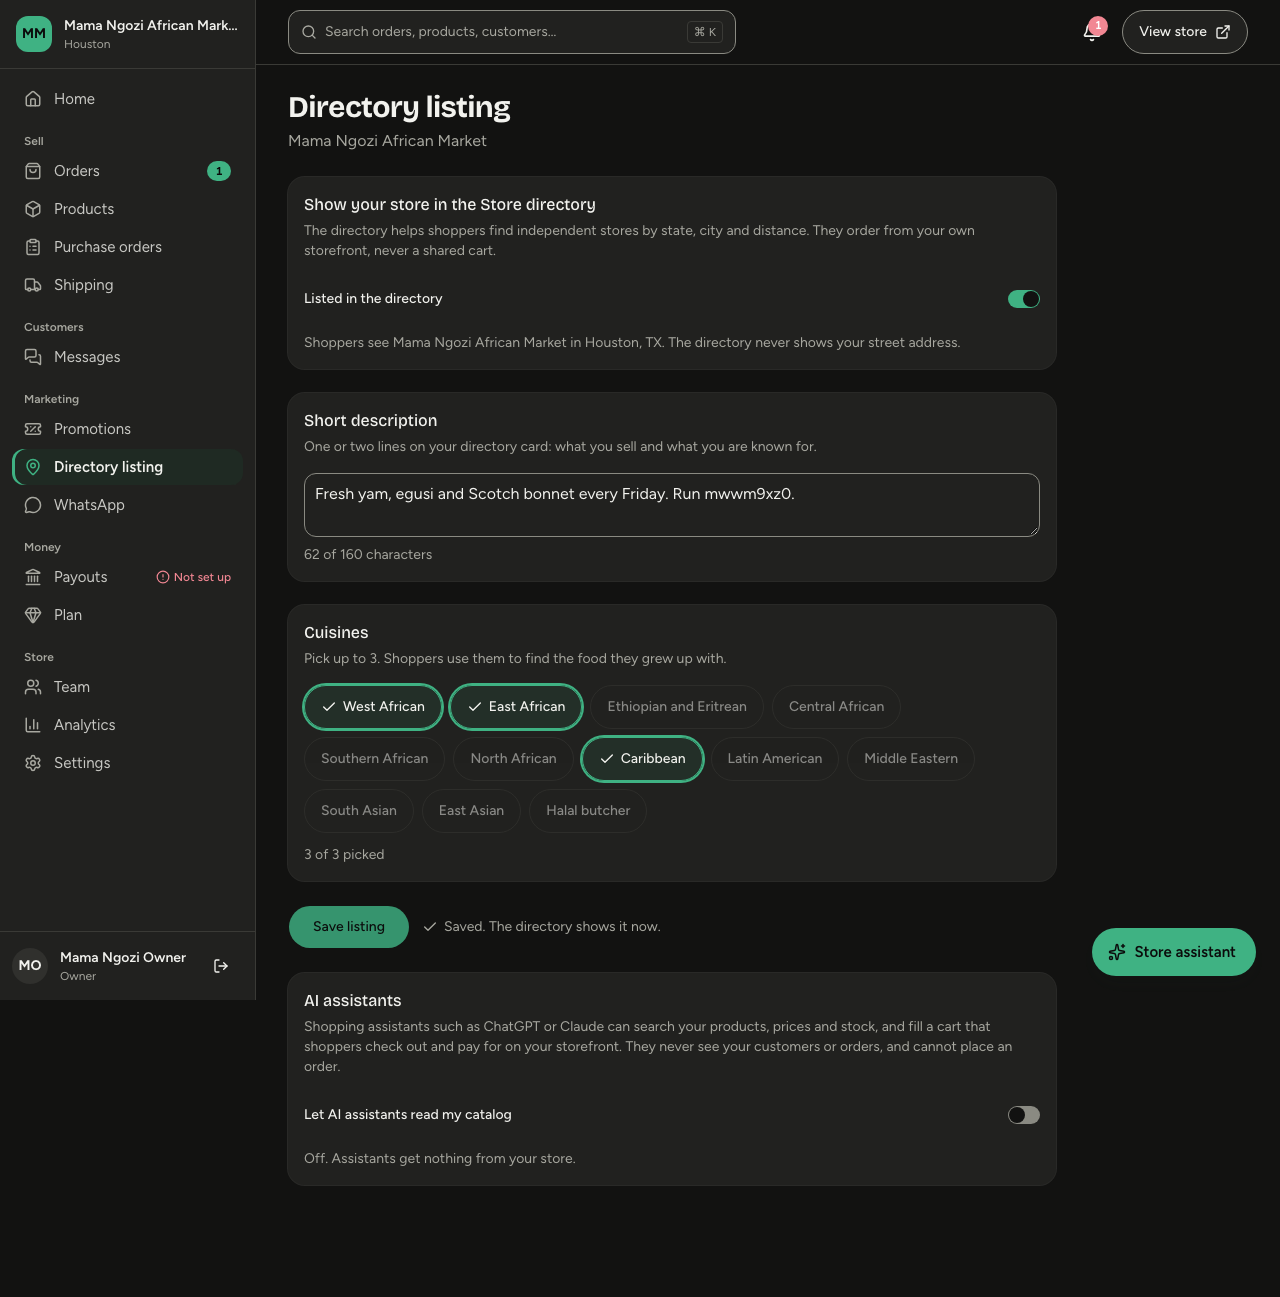 MM
Mama Ngozi African Mark...
Houston
Search orders, products, customers...
⌘ K
1
View store
Home
Sell
Orders
1
Products
Purchase orders
Shipping
Customers
Messages
Marketing
Promotions
Directory listing
WhatsApp
Money
Payouts
Not set up
Plan
Store
Team
Analytics
Settings
MO
Mama Ngozi Owner
Owner
Directory listing
Mama Ngozi African Market
Show your store in the Store directory
The directory helps shoppers find independent stores by state, city and distance. They order from your own
storefront, never a shared cart.
Listed in the directory
Shoppers see Mama Ngozi African Market in Houston, TX. The directory never shows your street address.
Short description
One or two lines on your directory card: what you sell and what you are known for.
Fresh yam, egusi and Scotch bonnet every Friday. Run mwwm9xz0.
62 of 160 characters
Cuisines
Pick up to 3. Shoppers use them to find the food they grew up with.
West African
East African
Ethiopian and Eritrean
Central African
Southern African
North African
Caribbean
Latin American
Middle Eastern
South Asian
East Asian
Halal butcher
3 of 3 picked
Save listing
Saved. The directory shows it now.
Store assistant
AI assistants
Shopping assistants such as ChatGPT or Claude can search your products, prices and stock, and fill a cart that
shoppers check out and pay for on your storefront. They never see your customers or orders, and cannot place an
order.
Let AI assistants read my catalog
Off. Assistants get nothing from your store.